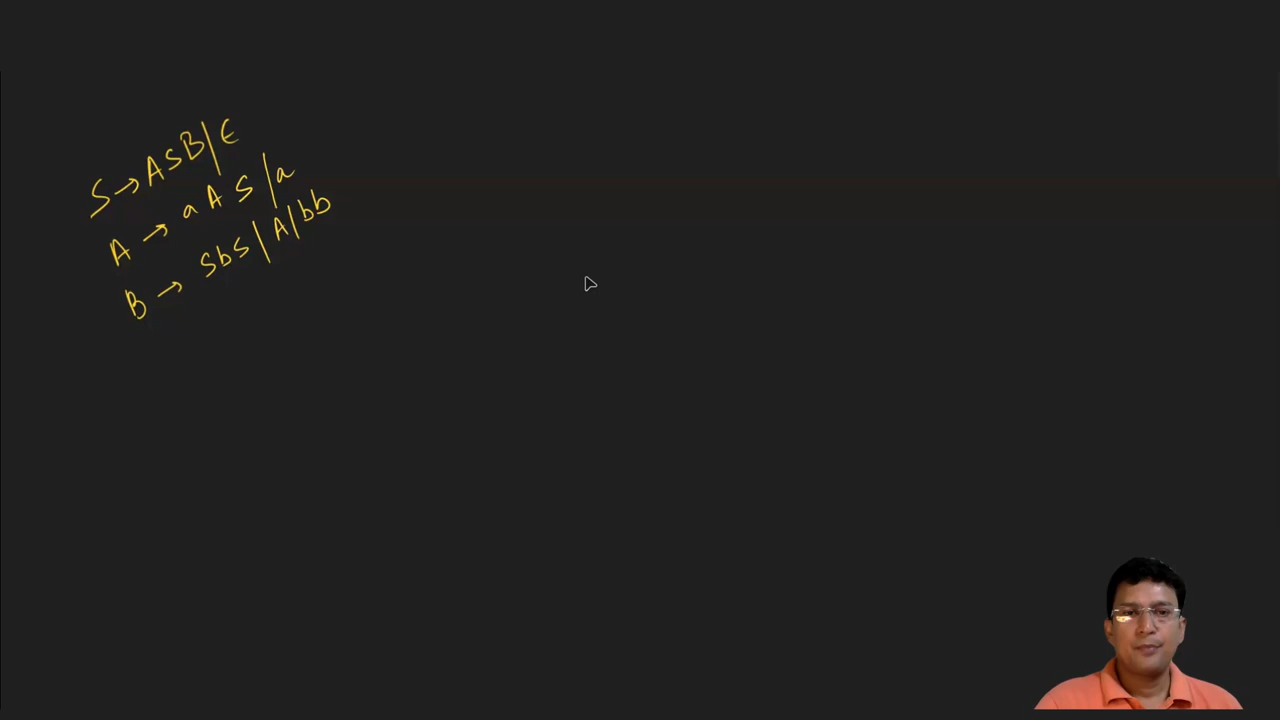 S → ASB/ϵ
A → aAS/a
B → SbS/A/bb